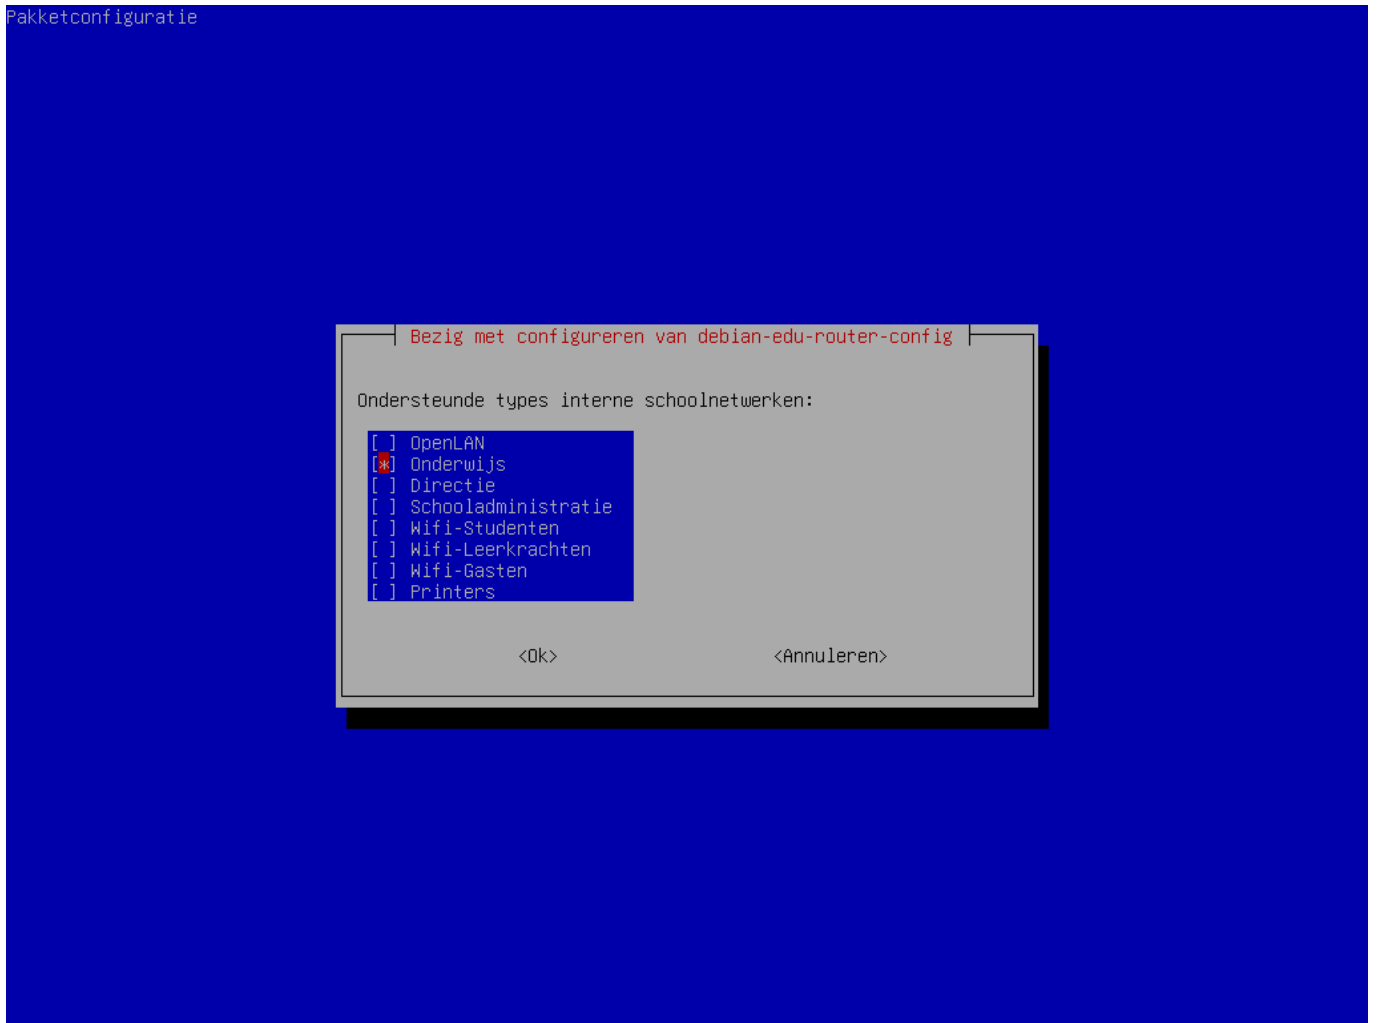 Pakketconfiguratie
Bezig met configureren van debian-edu-router-config
Ondersteunde types interne schoolnetwerken:
[ ] OpenLAN
[*] Onderwijs
[ ] Directie
[ ] Schooladministratie
[ ] Wifi-Studenten
[ ] Wifi-Leerkrachten
[ ] Wifi-Gasten
[ ] Printers
<Ok> <Annuleren>